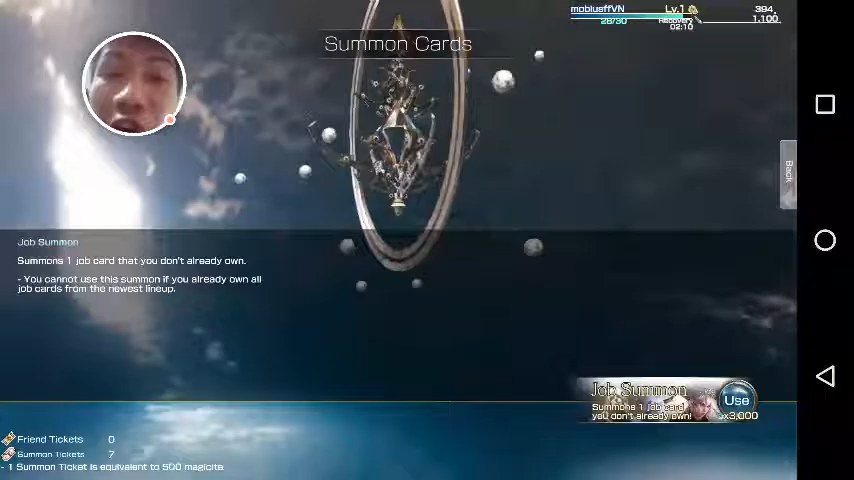 mobiusffVN Lv.1 394,
28/30 Recovery 1,100
02:10
Summon Cards
Back
Job Summon
Summons 1 job card that you don't already own.
- You cannot use this summon if you already own all
job cards from the newest lineup.
Job Summon
Summons 1 job card
you don't already own!
Use
x3,000
Friend Tickets 0
Summon Tickets 7
- 1 Summon Ticket is equivalent to 500 magicite.